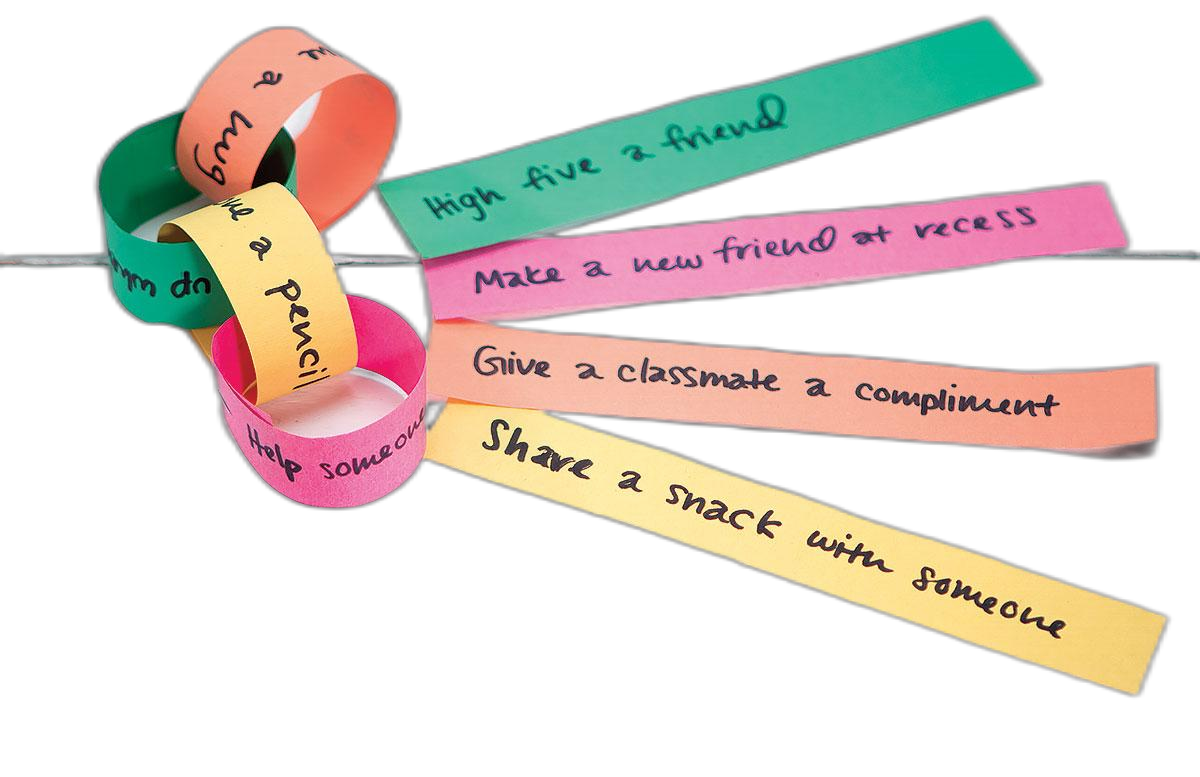 a hug
up
a pencil
Help someone
High five a friend
Make a new friend at recess
Give a classmate a compliment
Share a snack with someone